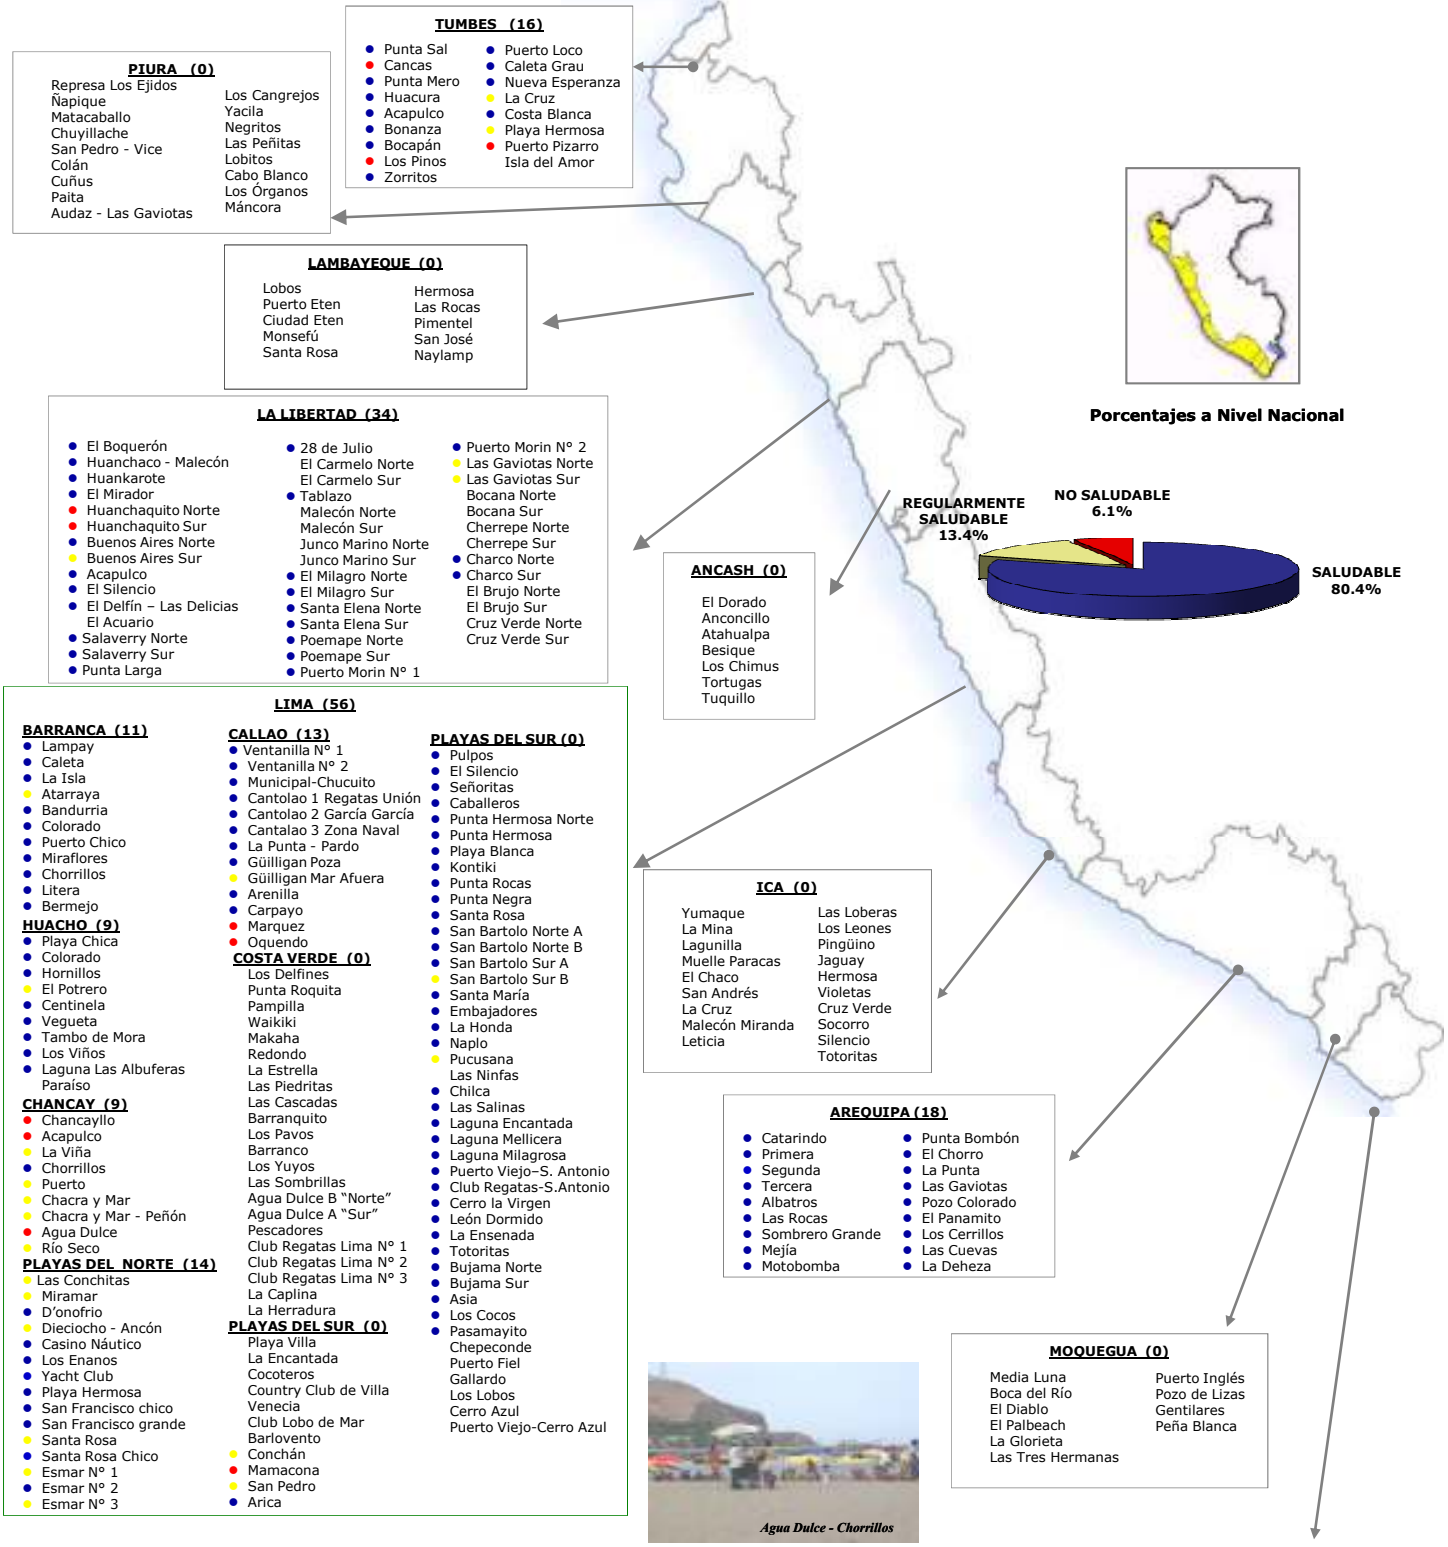 TUMBES (16)
Punta Sal
Cancas
Punta Mero
Huacura
Acapulco
Bonanza
Bocapán
Los Pinos
Zorritos
Puerto Loco
Caleta Grau
Nueva Esperanza
La Cruz
Costa Blanca
Playa Hermosa
Puerto Pizarro
Isla del Amor
PIURA (0)
Represa Los Ejidos
Ñapique
Matacaballo
Chuyillache
San Pedro - Vice
Colán
Cuñus
Paita
Audaz - Las Gaviotas
Los Cangrejos
Yacila
Negritos
Las Peñitas
Lobitos
Cabo Blanco
Los Órganos
Máncora
LAMBAYEQUE (0)
Lobos
Puerto Eten
Ciudad Eten
Monsefú
Santa Rosa
Hermosa
Las Rocas
Pimentel
San José
Naylamp
Porcentajes a Nivel Nacional
REGULARMENTE
SALUDABLE
13.4%
NO SALUDABLE
6.1%
SALUDABLE
80.4%
LA LIBERTAD (34)
El Boquerón
Huanchaco - Malecón
Huankarote
El Mirador
Huanchaquito Norte
Huanchaquito Sur
Buenos Aires Norte
Buenos Aires Sur
Acapulco
El Silencio
El Delfín – Las Delicias
El Acuario
Salaverry Norte
Salaverry Sur
Punta Larga
28 de Julio
El Carmelo Norte
El Carmelo Sur
Tablazo
Malecón Norte
Malecón Sur
Junco Marino Norte
Junco Marino Sur
El Milagro Norte
El Milagro Sur
Santa Elena Norte
Santa Elena Sur
Poemape Norte
Poemape Sur
Puerto Morin N° 1
Puerto Morin N° 2
Las Gaviotas Norte
Las Gaviotas Sur
Bocana Norte
Bocana Sur
Cherrepe Norte
Cherrepe Sur
Charco Norte
Charco Sur
El Brujo Norte
El Brujo Sur
Cruz Verde Norte
Cruz Verde Sur
ANCASH (0)
El Dorado
Anconcillo
Atahualpa
Besique
Los Chimus
Tortugas
Tuquillo
LIMA (56)
BARRANCA (11)
Lampay
Caleta
La Isla
Atarraya
Bandurria
Colorado
Puerto Chico
Miraflores
Chorrillos
Litera
Bermejo
HUACHO (9)
Playa Chica
Colorado
Hornillos
El Potrero
Centinela
Vegueta
Tambo de Mora
Los Viños
Laguna Las Albuferas
Paraíso
CHANCAY (9)
Chancayllo
Acapulco
La Viña
Chorrillos
Puerto
Chacra y Mar
Chacra y Mar - Peñón
Agua Dulce
Río Seco
PLAYAS DEL NORTE (14)
Las Conchitas
Miramar
D’onofrio
Dieciocho - Ancón
Casino Náutico
Los Enanos
Yacht Club
Playa Hermosa
San Francisco chico
San Francisco grande
Santa Rosa
Santa Rosa Chico
Esmar N° 1
Esmar N° 2
Esmar N° 3
CALLAO (13)
Ventanilla N° 1
Ventanilla N° 2
Municipal-Chucuito
Cantolao 1 Regatas Unión
Cantolao 2 García García
Cantalao 3 Zona Naval
La Punta - Pardo
Güilligan Poza
Güilligan Mar Afuera
Arenilla
Carpayo
Marquez
Oquendo
COSTA VERDE (0)
Los Delfines
Punta Roquita
Pampilla
Waikiki
Makaha
Redondo
La Estrella
Las Piedritas
Las Cascadas
Barranquito
Los Pavos
Barranco
Los Yuyos
Las Sombrillas
Agua Dulce B “Norte”
Agua Dulce A “Sur”
Pescadores
Club Regatas Lima N° 1
Club Regatas Lima N° 2
Club Regatas Lima N° 3
La Caplina
La Herradura
PLAYAS DEL SUR (0)
Playa Villa
La Encantada
Cocoteros
Country Club de Villa
Venecia
Club Lobo de Mar
Barlovento
Conchán
Mamacona
San Pedro
Arica
PLAYAS DEL SUR (0)
Pulpos
El Silencio
Señoritas
Caballeros
Punta Hermosa Norte
Punta Hermosa
Playa Blanca
Kontiki
Punta Rocas
Punta Negra
Santa Rosa
San Bartolo Norte A
San Bartolo Norte B
San Bartolo Sur A
San Bartolo Sur B
Santa María
Embajadores
La Honda
Naplo
Pucusana
Las Ninfas
Chilca
Las Salinas
Laguna Encantada
Laguna Mellicera
Laguna Milagrosa
Puerto Viejo–S. Antonio
Club Regatas-S.Antonio
Cerro la Virgen
León Dormido
La Ensenada
Totoritas
Bujama Norte
Bujama Sur
Asia
Los Cocos
Pasamayito
Chepeconde
Puerto Fiel
Gallardo
Los Lobos
Cerro Azul
Puerto Viejo-Cerro Azul
ICA (0)
Yumaque
La Mina
Lagunilla
Muelle Paracas
El Chaco
San Andrés
La Cruz
Malecón Miranda
Leticia
Las Loberas
Los Leones
Pingüino
Jaguay
Hermosa
Violetas
Cruz Verde
Socorro
Silencio
Totoritas
AREQUIPA (18)
Catarindo
Primera
Segunda
Tercera
Albatros
Las Rocas
Sombrero Grande
Mejía
Motobomba
Punta Bombón
El Chorro
La Punta
Las Gaviotas
Pozo Colorado
El Panamito
Los Cerrillos
Las Cuevas
La Deheza
MOQUEGUA (0)
Media Luna
Boca del Río
El Diablo
El Palbeach
La Glorieta
Las Tres Hermanas
Puerto Inglés
Pozo de Lizas
Gentilares
Peña Blanca
Agua Dulce - Chorrillos